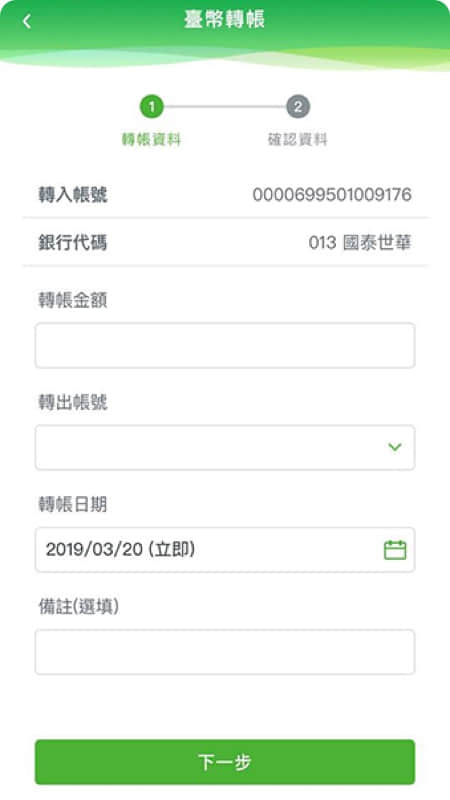 臺幣轉帳
1
2
轉帳資料
確認資料
轉入帳號 0000699501009176
銀行代碼 013 國泰世華
轉帳金額
轉出帳號
轉帳日期
2019/03/20 (立即)
備註(選填)
下一步